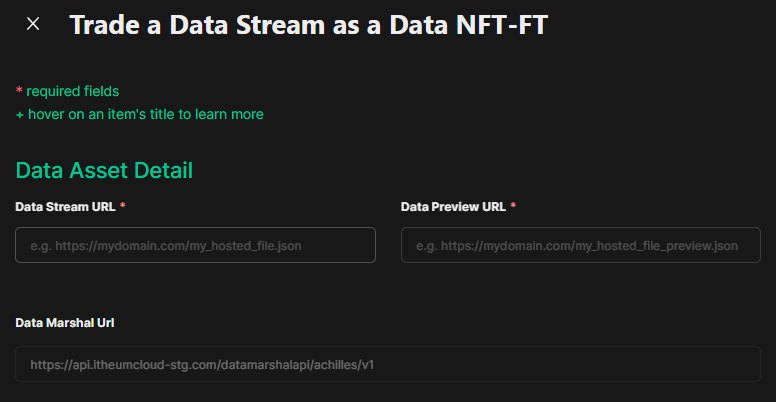 Trade a Data Stream as a Data NFT-FT
* required fields
+ hover on an item's title to learn more
Data Asset Detail
Data Stream URL *
Data Preview URL *
e.g. https://mydomain.com/my_hosted_file.json
e.g. https://mydomain.com/my_hosted_file_preview.json
Data Marshal Url
https://api.itheumcloud-stg.com/datamarshalapi/achilles/v1